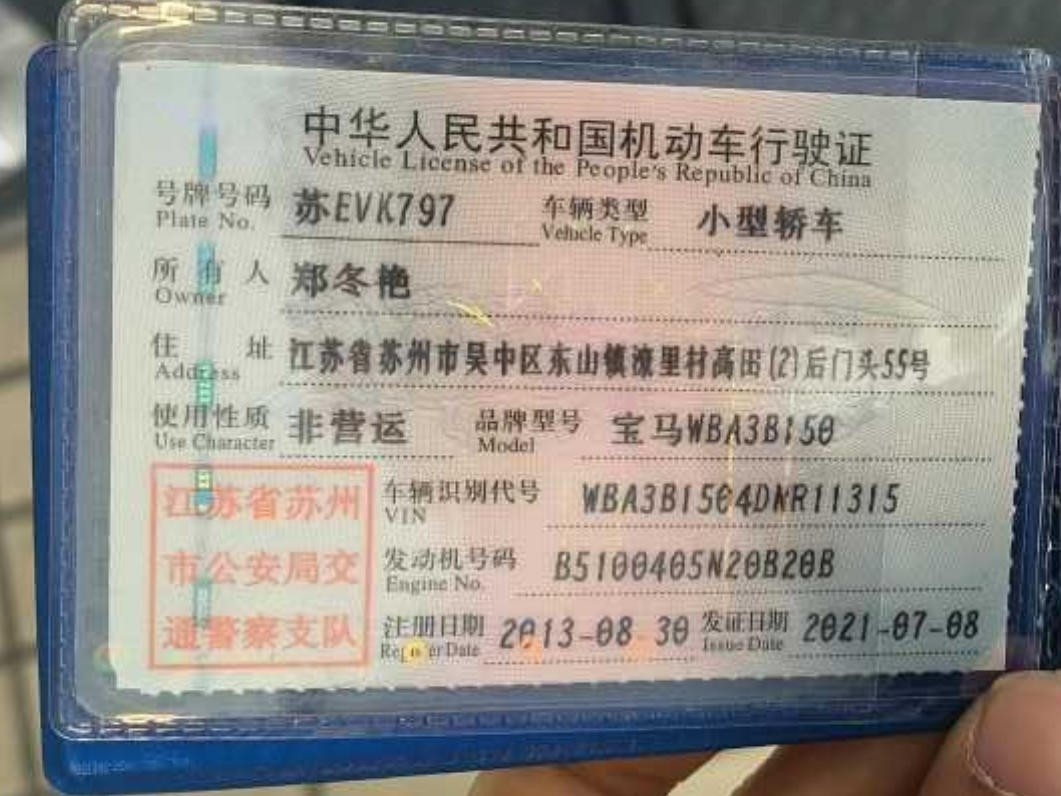 中华人民共和国机动车行驶证
Vehicle License of the People's Republic of China
号牌号码 苏EVK797 车辆类型 小型轿车
Plate No. Vehicle Type
所有人 郑冬艳
Owner
住址 江苏省苏州市吴中区东山镇潦里村高田(2)后门头55号
Address
使用性质 非营运 品牌型号 宝马WBA3B150
Use Character Model
江苏省苏州
市公安局交
通警察支队
车辆识别代号 WBA3B1504DNR11315
VIN
发动机号码 B5100405N20B20B
Engine No.
注册日期 2013-08-30 发证日期 2021-07-08
Register Date Issue Date